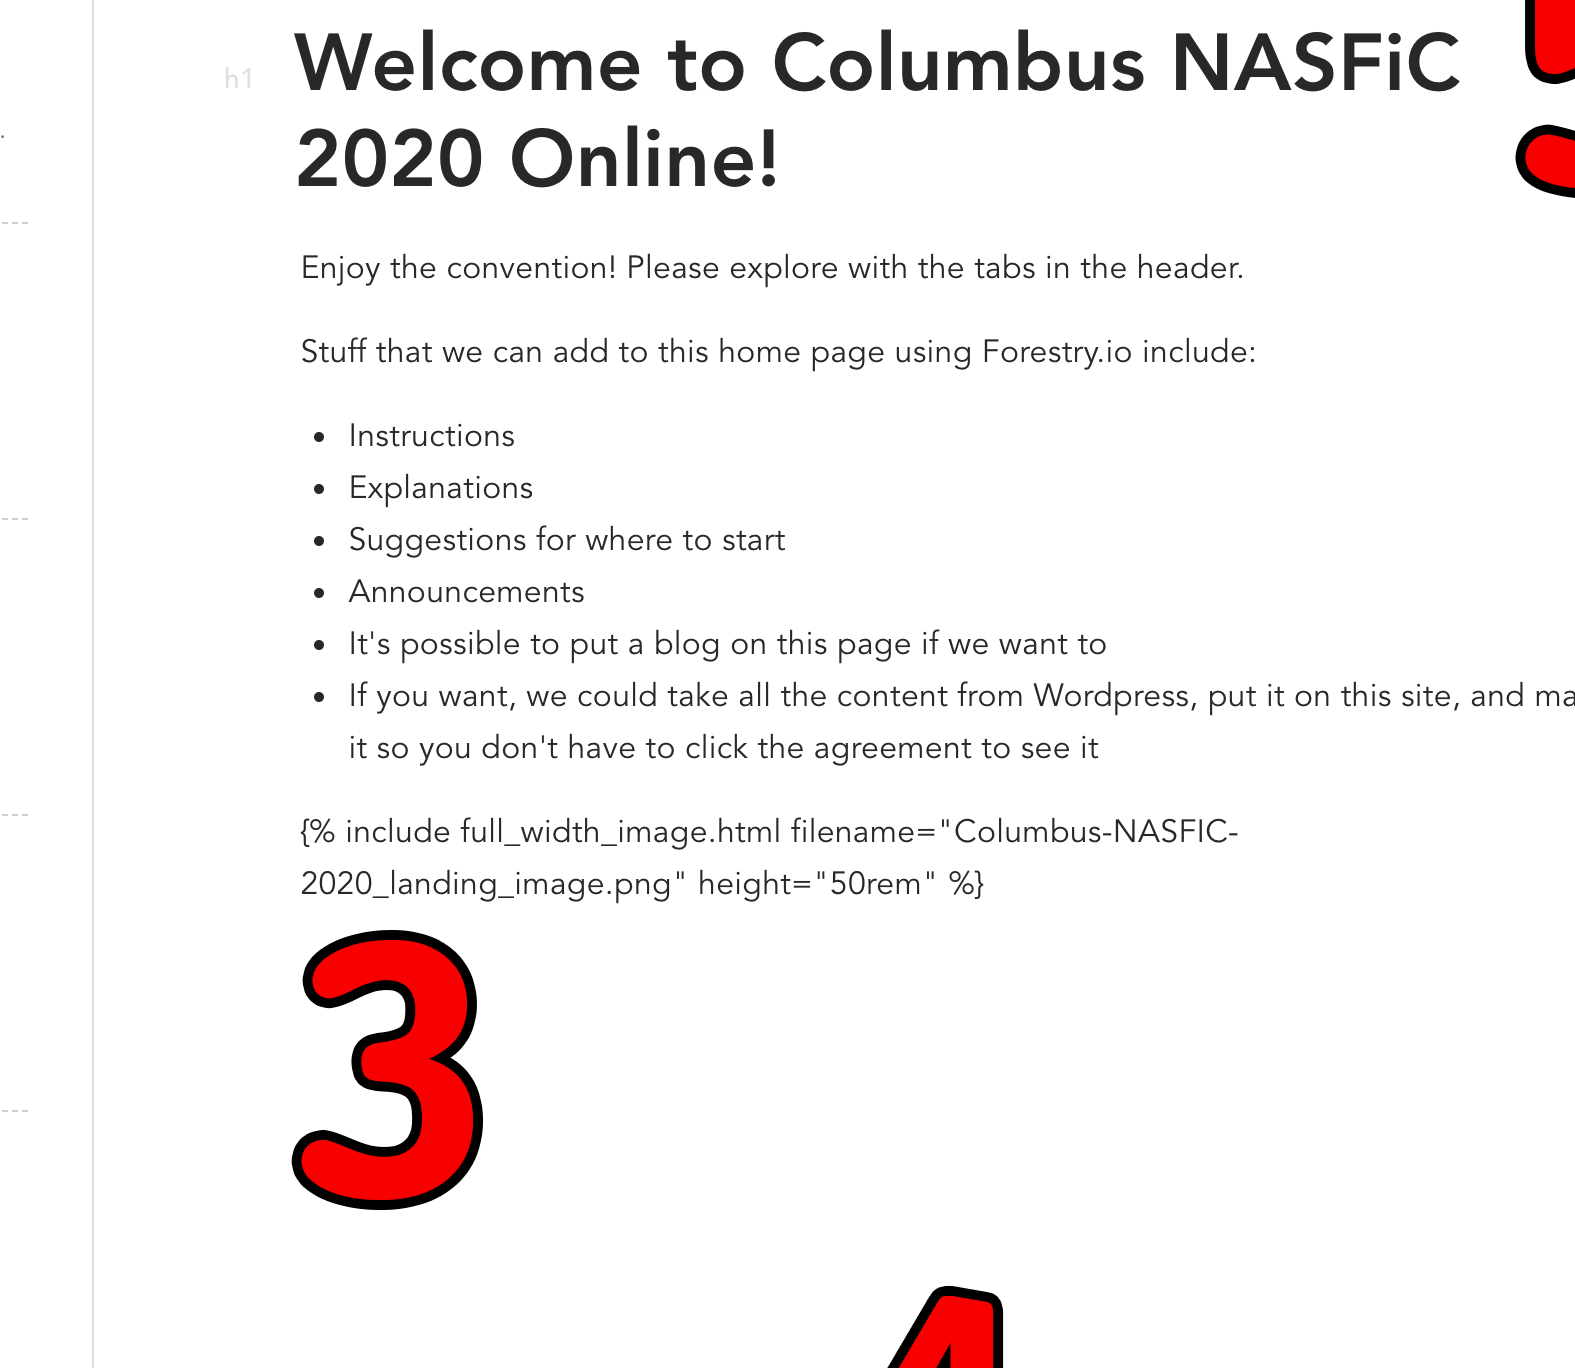 h1
Welcome to Columbus NASFiC
2020 Online!
Enjoy the convention! Please explore with the tabs in the header.
Stuff that we can add to this home page using Forestry.io include:
Instructions
Explanations
Suggestions for where to start
Announcements
It's possible to put a blog on this page if we want to
If you want, we could take all the content from Wordpress, put it on this site, and
it so you don't have to click the agreement to see it
{% include full_width_image.html filename="Columbus-NASFIC-
2020_landing_image.png" height="50rem" %}
3
4